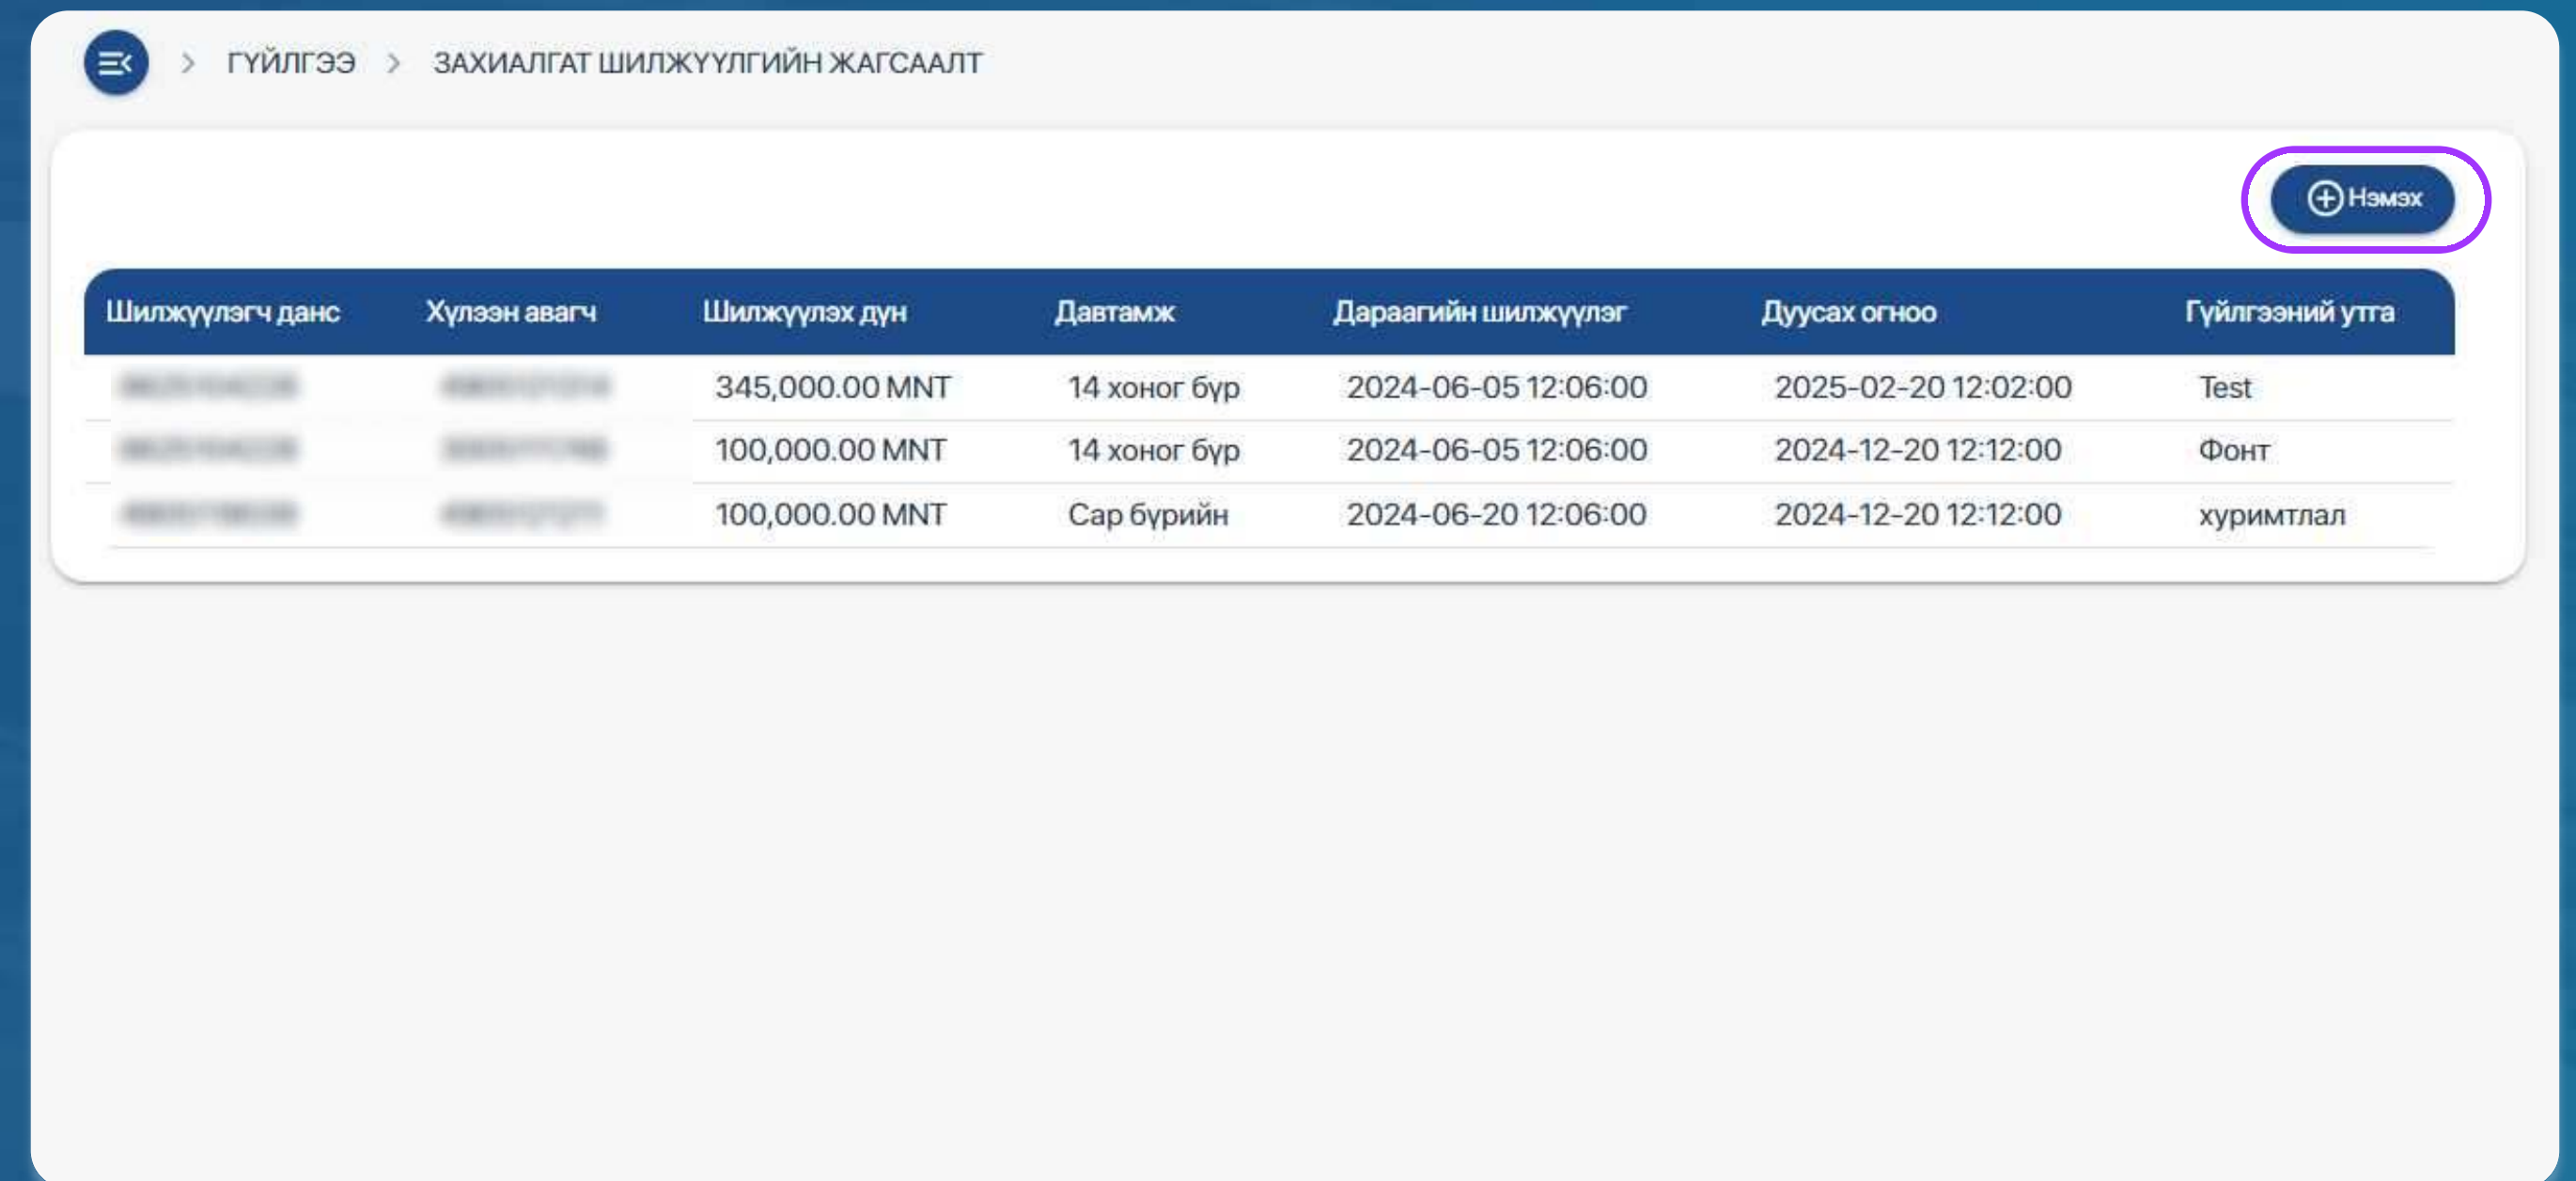 > ГҮЙЛГЭЭ > ЗАХИАЛГАТ ШИЛЖҮҮЛГИЙН ЖАГСААЛТ
Нэмэх
Шилжүүлэгч данс Хүлээн авагч Шилжүүлэх дүн Давтамж Дараагийн шилжүүлэг Дуусах огноо Гүйлгээний утга
345,000.00 MNT 14 хоног бүр 2024-06-05 12:06:00 2025-02-20 12:02:00 Test
100,000.00 MNT 14 хоног бүр 2024-06-05 12:06:00 2024-12-20 12:12:00 Фонт
100,000.00 MNT Сар бүрийн 2024-06-20 12:06:00 2024-12-20 12:12:00 хуримтлал